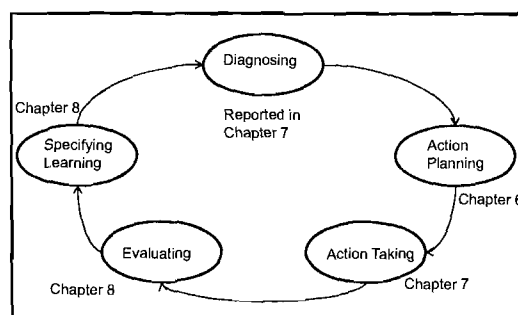 Diagnosing
Reported in
Chapter 7
Chapter 8
Specifying
Learning
Action
Planning
Chapter 6
Evaluating
Action Taking
Chapter 8
Chapter 7